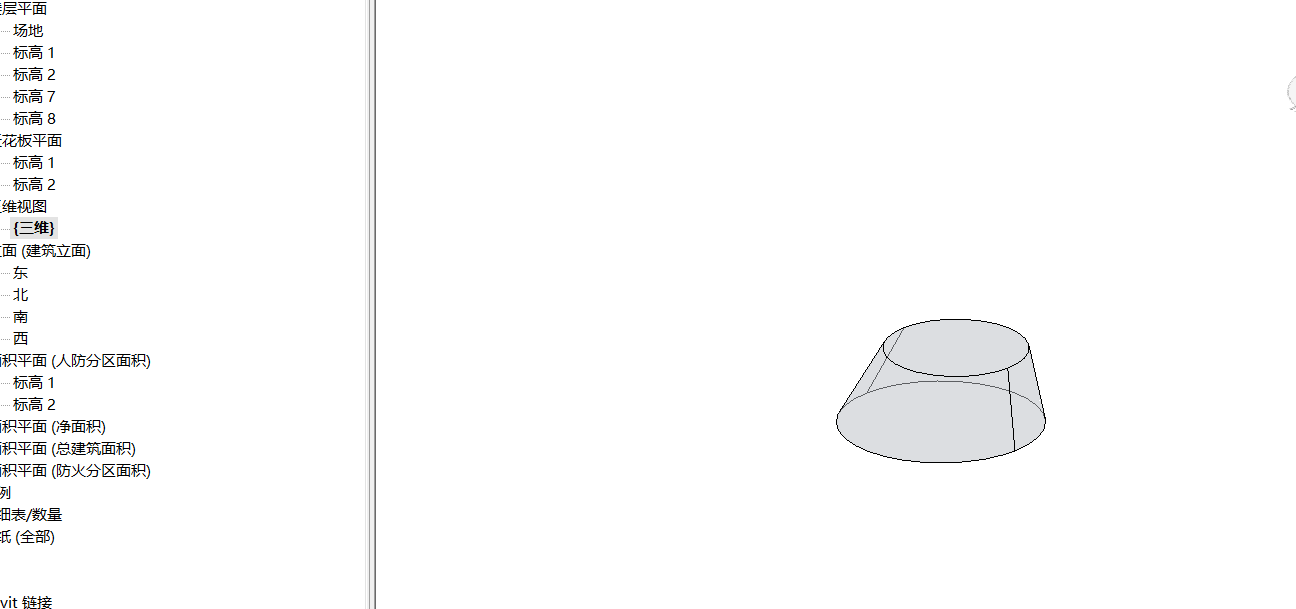 层平面
场地
标高 1
标高 2
标高 7
标高 8
花板平面
标高 1
标高 2
维视图
{三维}
面 (建筑立面)
东
北
南
西
积平面 (人防分区面积)
标高 1
标高 2
积平面 (净面积)
积平面 (总建筑面积)
积平面 (防火分区面积)
例
细表/数量
纸 (全部)
vit 链接